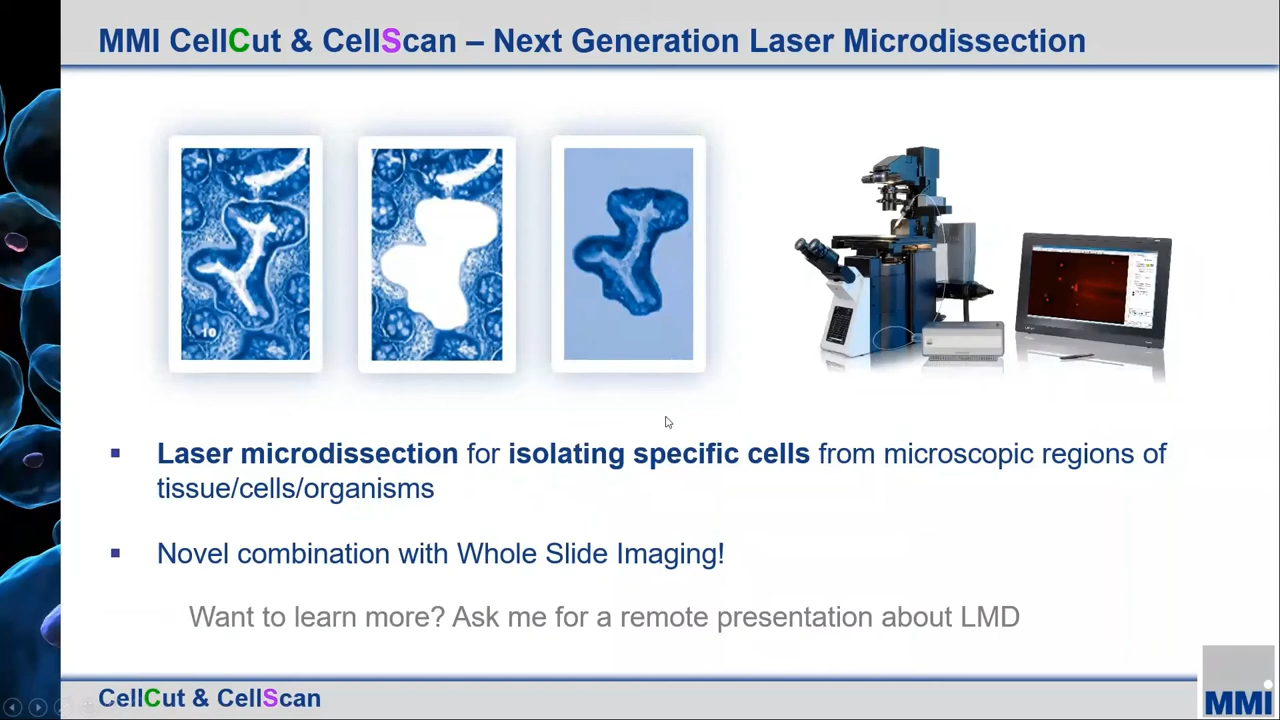 MMI CellCut & CellScan – Next Generation Laser Microdissection
10
▪ Laser microdissection for isolating specific cells from microscopic regions of
tissue/cells/organisms
▪ Novel combination with Whole Slide Imaging!
Want to learn more? Ask me for a remote presentation about LMD
CellCut & CellScan
MMI